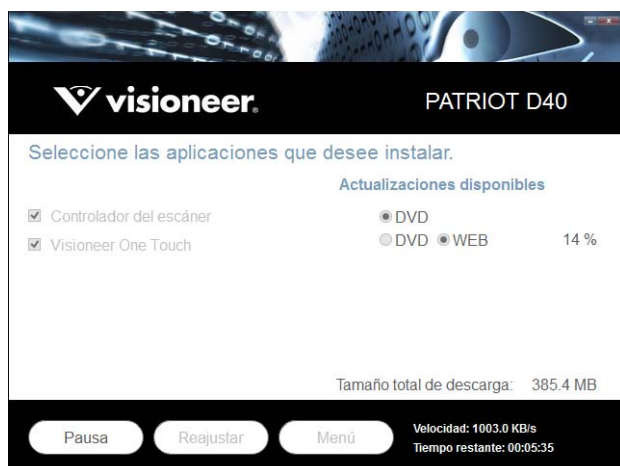 visioneer®
PATRIOT D40
Seleccione las aplicaciones que desee instalar.
Actualizaciones disponibles
Controlador del escáner DVD
Visioneer One Touch DVD WEB 14 %
Tamaño total de descarga: 385.4 MB
Pausa Reajustar Menú
Velocidad: 1003.0 KB/s
Tiempo restante: 00:05:35